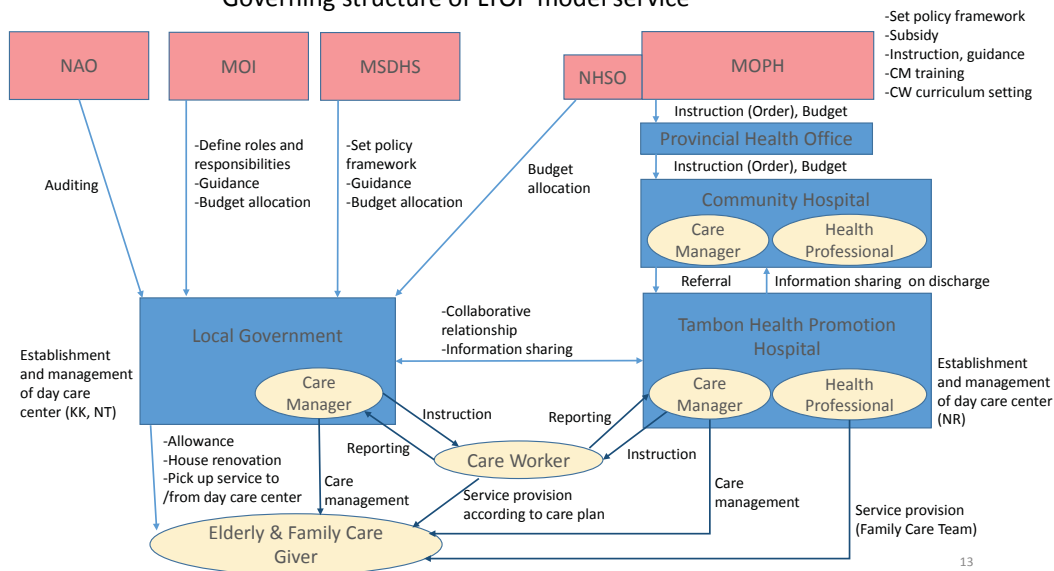 Governing structure of LTOP model service
-Set policy framework
-Subsidy
-Instruction, guidance
-CM training
-CW curriculum setting
NAO
MOI
MSDHS
NHSO
MOPH
Instruction (Order), Budget
Provincial Health Office
Instruction (Order), Budget
Auditing
-Define roles and
responsibilities
-Guidance
-Budget allocation
-Set policy
framework
-Guidance
-Budget allocation
Budget
allocation
Community Hospital
Care
Manager
Health
Professional
Referral
Information sharing on discharge
Local Government
Care
Manager
-Collaborative
relationship
-Information sharing
Tambon Health Promotion
Hospital
Care
Manager
Health
Professional
Establishment
and management
of day care
center (KK, NT)
Establishment
and management
of day care center
(NR)
Instruction
Reporting
Reporting
Instruction
Care Worker
-Allowance
-House renovation
-Pick up service to
/from day care center
Care
management
Service provision
according to care plan
Care
management
Service provision
(Family Care Team)
Elderly & Family Care
Giver
13